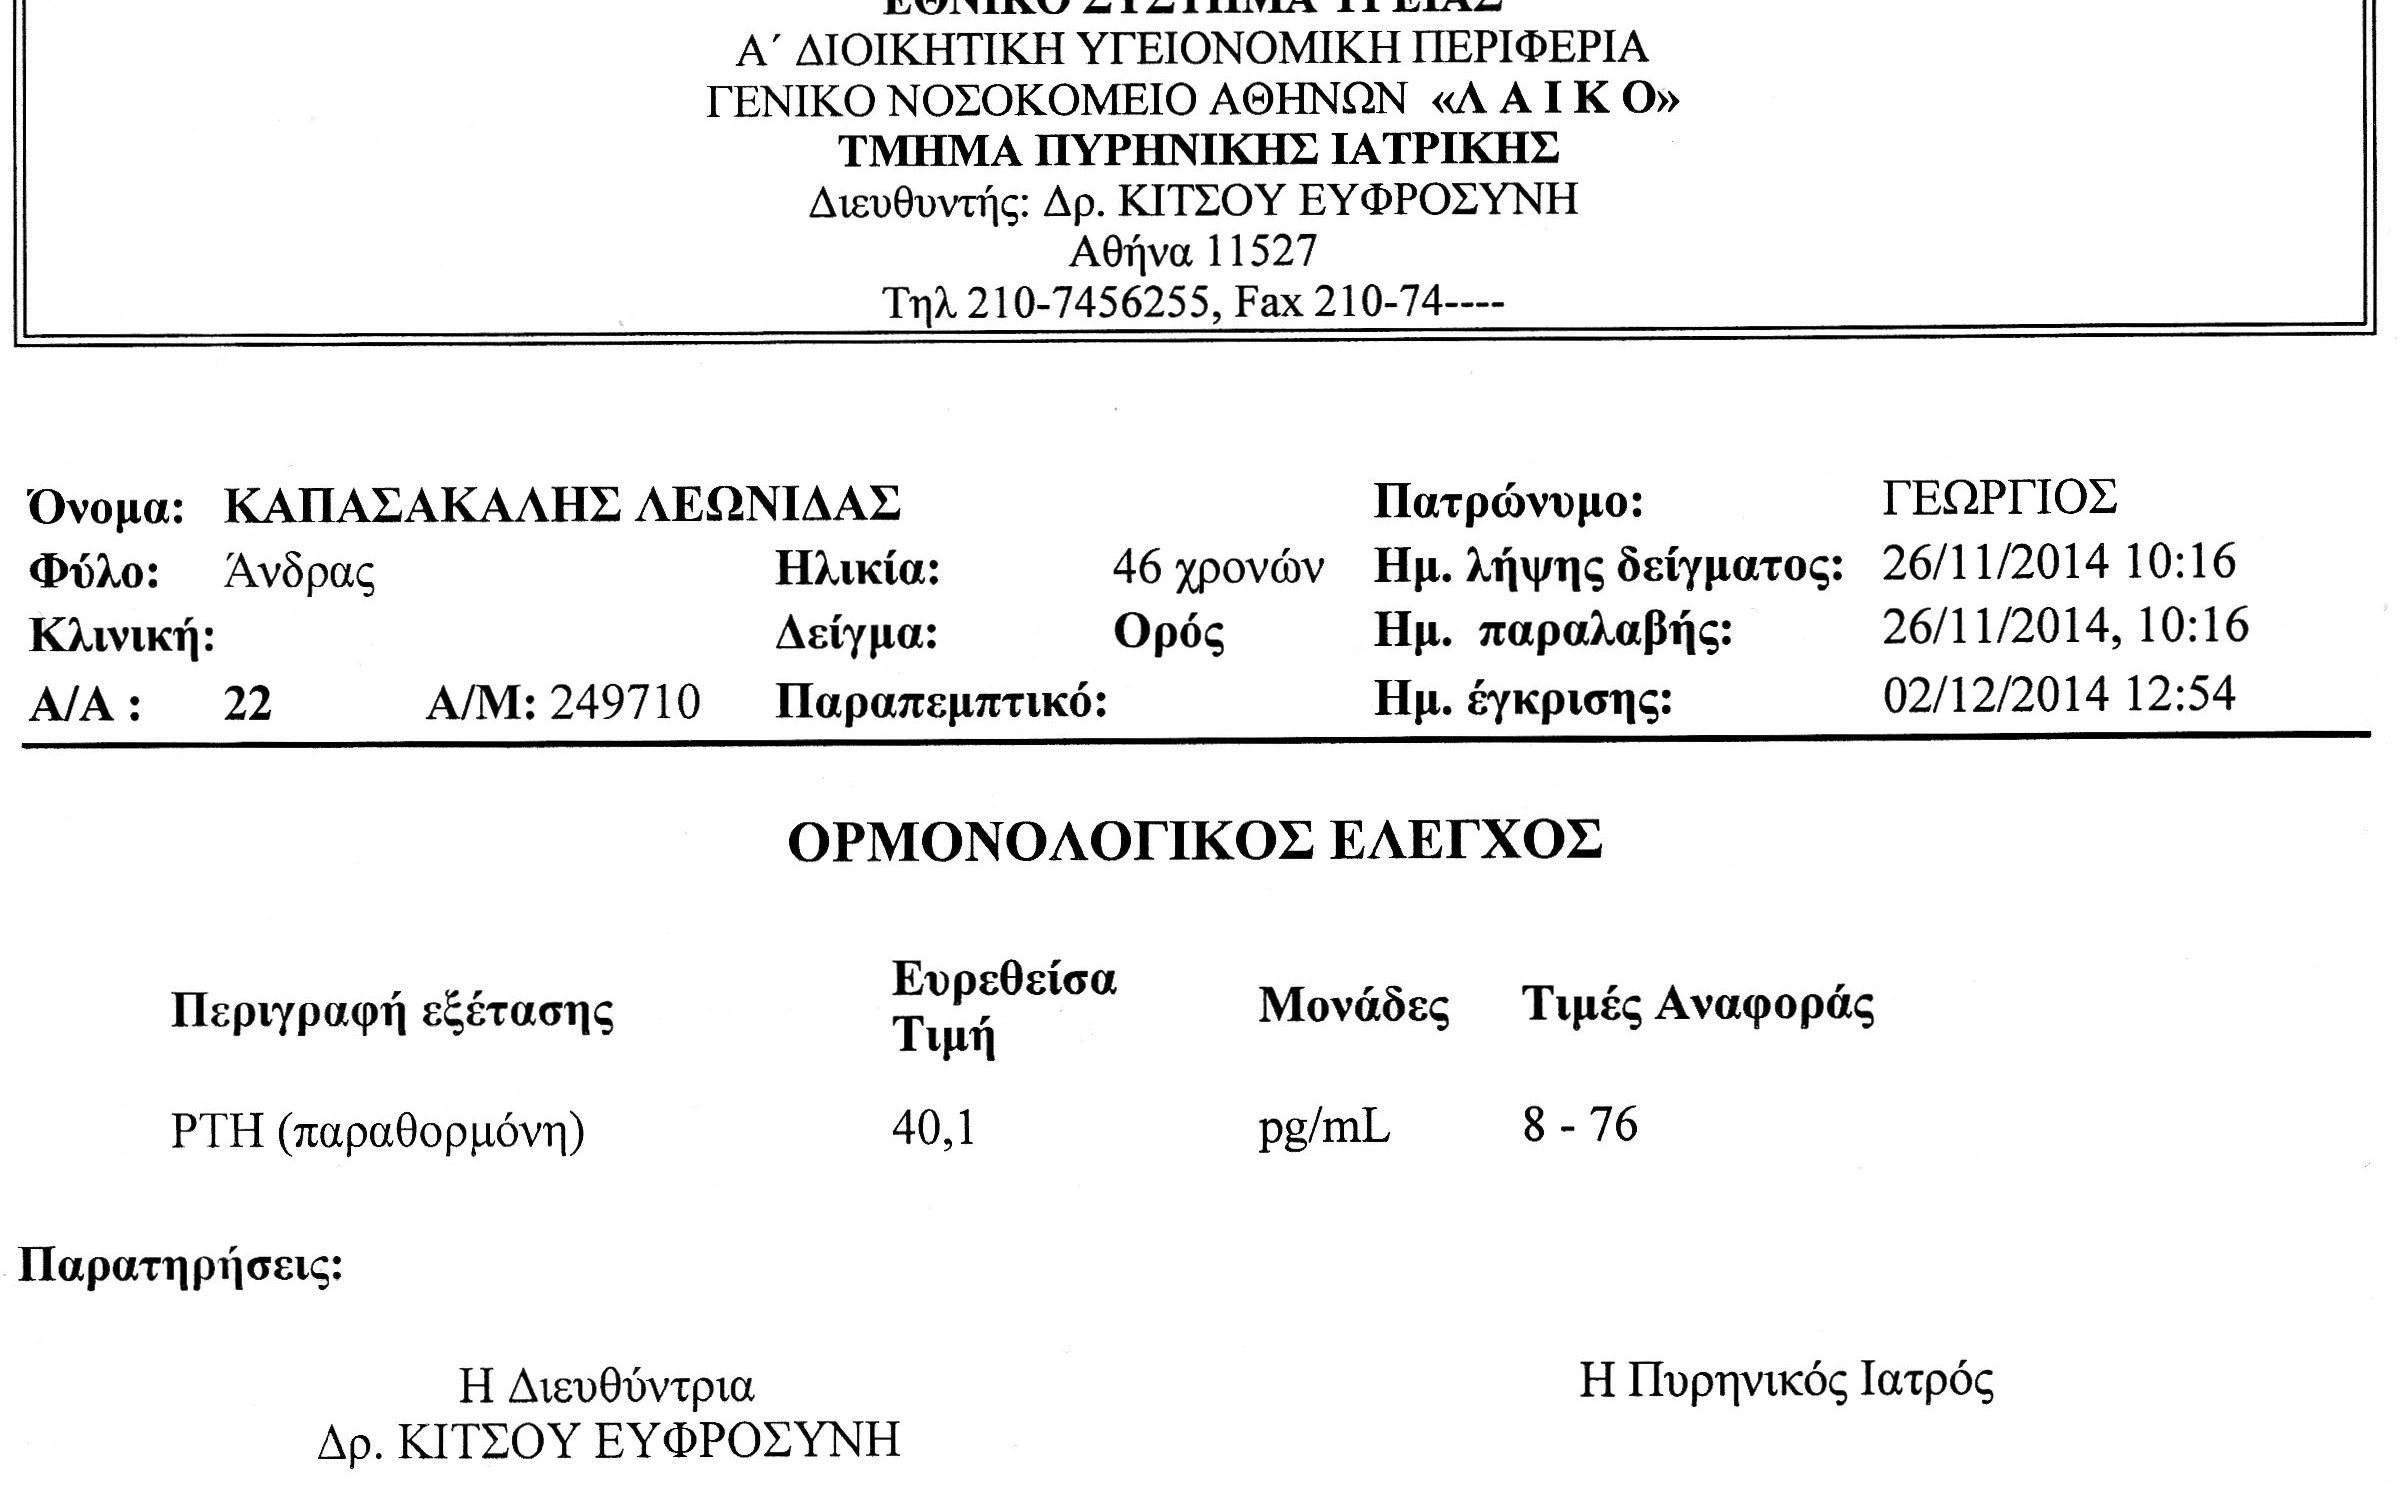 ΕΘΝΙΚΟ ΣΥΣΤΗΜΑ ΥΓΕΙΑΣ
Α΄ ΔΙΟΙΚΗΤΙΚΗ ΥΓΕΙΟΝΟΜΙΚΗ ΠΕΡΙΦΕΡΙΑ
ΓΕΝΙΚΟ ΝΟΣΟΚΟΜΕΙΟ ΑΘΗΝΩΝ «Λ Α Ι Κ Ο»
ΤΜΗΜΑ ΠΥΡΗΝΙΚΗΣ ΙΑΤΡΙΚΗΣ
Διευθυντής: Δρ. ΚΙΤΣΟΥ ΕΥΦΡΟΣΥΝΗ
Αθήνα 11527
Τηλ 210-7456255, Fax 210-74----
Όνομα: ΚΑΠΑΣΑΚΑΛΗΣ ΛΕΩΝΙΔΑΣ Πατρώνυμο: ΓΕΩΡΓΙΟΣ
Φύλο: Άνδρας Ηλικία: 46 χρονών Ημ. λήψης δείγματος: 26/11/2014 10:16
Κλινική: Δείγμα: Ορός Ημ. παραλαβής: 26/11/2014, 10:16
Α/Α : 22 Α/Μ: 249710 Παραπεμπτικό: Ημ. έγκρισης: 02/12/2014 12:54
ΟΡΜΟΝΟΛΟΓΙΚΟΣ ΕΛΕΓΧΟΣ
Περιγραφή εξέτασης Ευρεθείσα Τιμή Μονάδες Τιμές Αναφοράς
PTH (παραθορμόνη) 40,1 pg/mL 8 - 76
Παρατηρήσεις:
Η Διευθύντρια Η Πυρηνικός Ιατρός
Δρ. ΚΙΤΣΟΥ ΕΥΦΡΟΣΥΝΗ